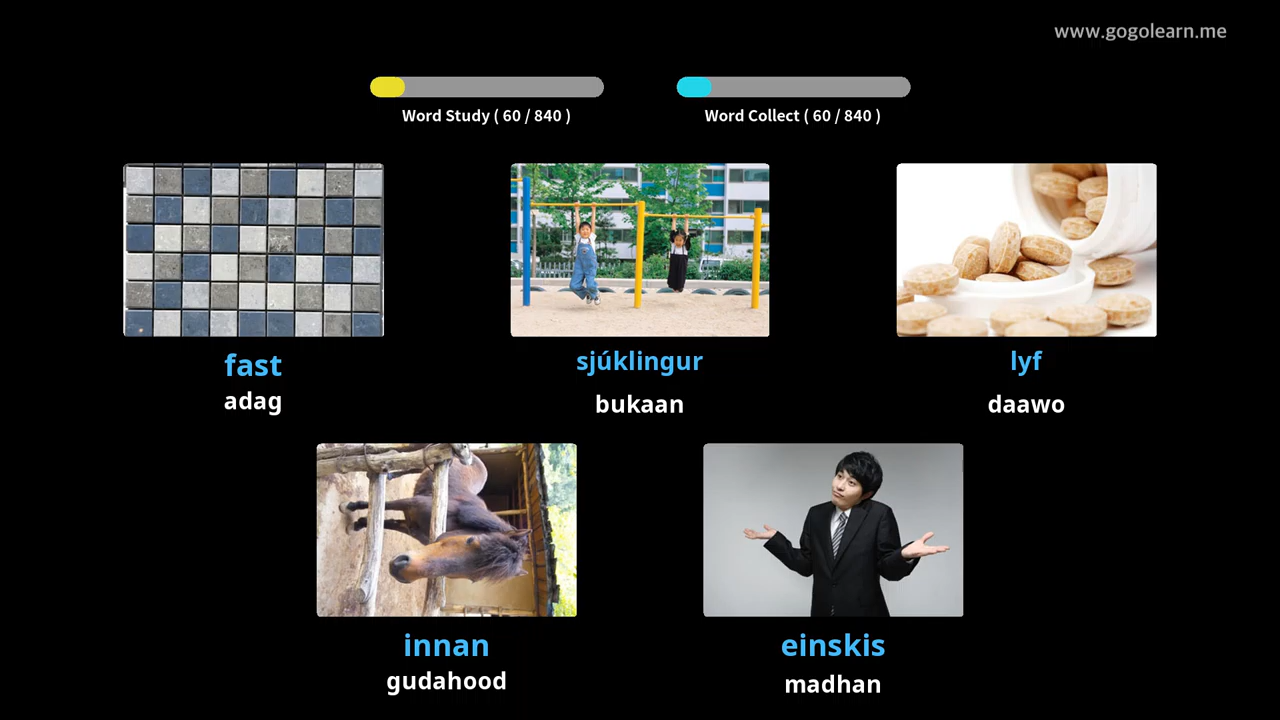 www.gogolearn.me
Word Study ( 60 / 840 )
Word Collect ( 60 / 840 )
fast
adag
sjúklingur
bukaan
lyf
daawo
innan
gudahood
einskis
madhan